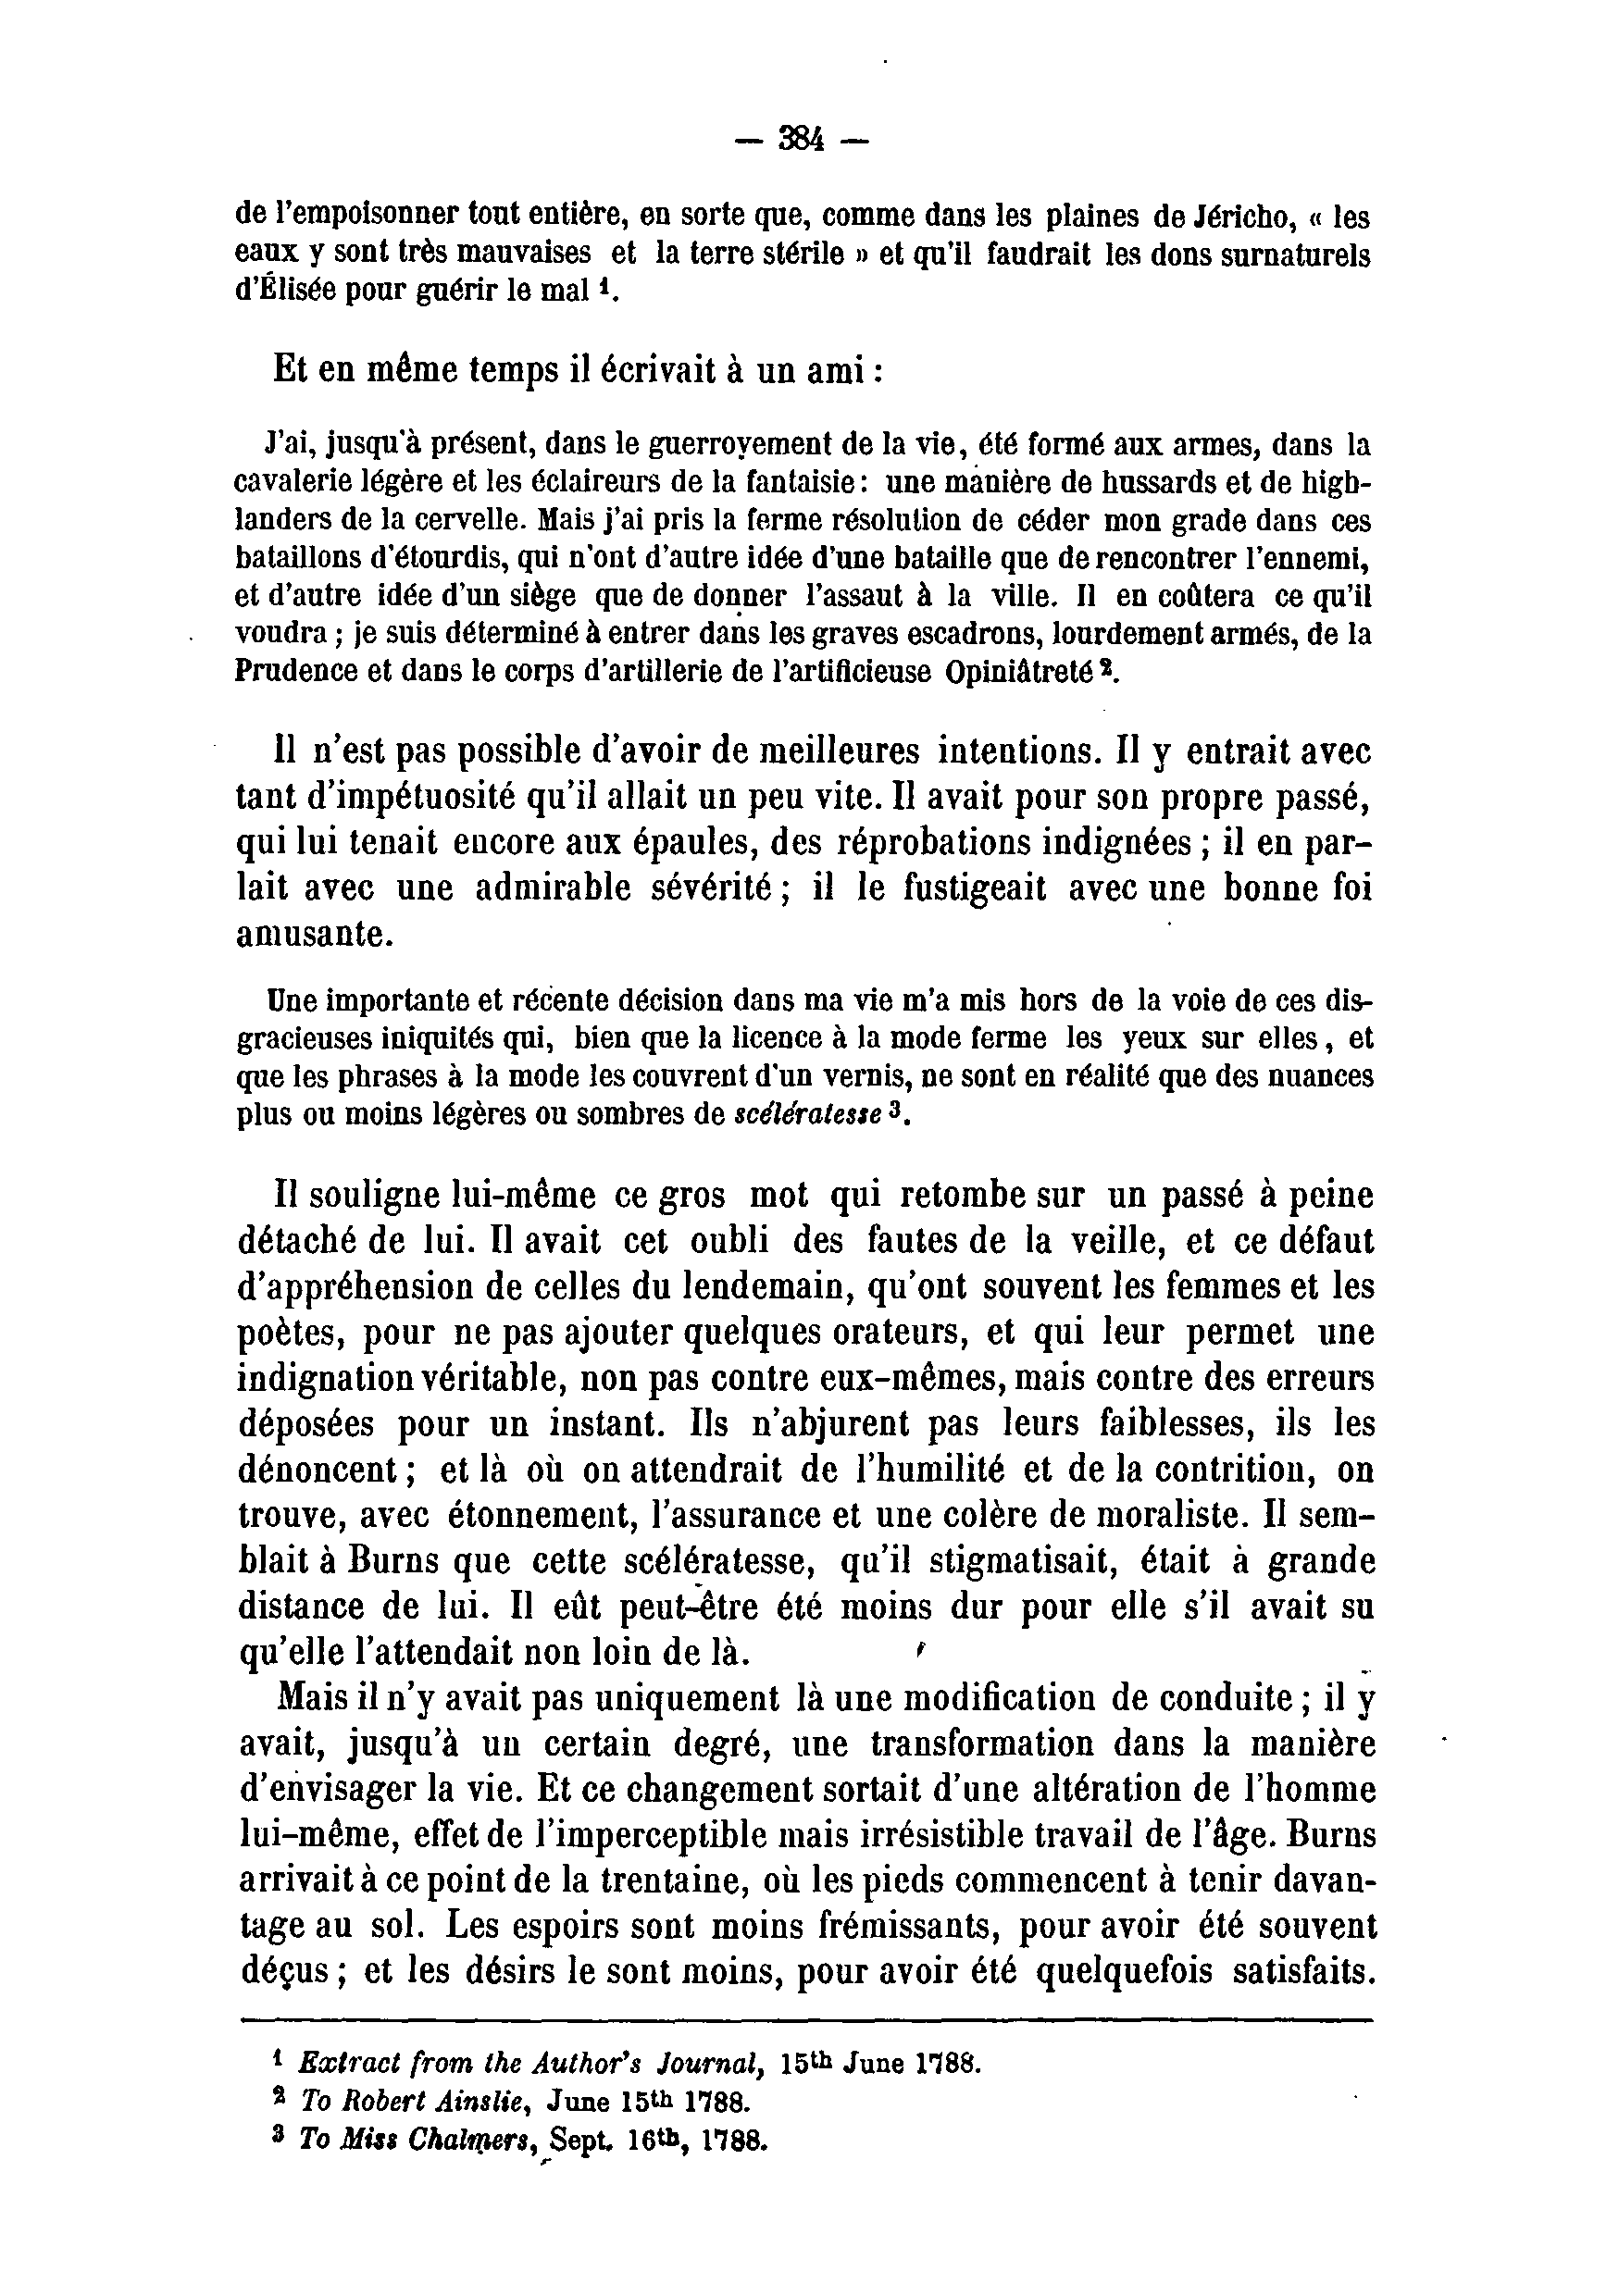 — 384 —
de l'empoisonner tout entière, en sorte que, comme dans les plaines de Jéricho, « les
eaux y sont très mauvaises et la terre stérile » et qu'il faudrait les dons surnaturels
d'Élisée pour guérir le mal ¹.
Et en même temps il écrivait à un ami :
J'ai, jusqu'à présent, dans le guerroyement de la vie, été formé aux armes, dans la
cavalerie légère et les éclaireurs de la fantaisie : une manière de hussards et de high-
landers de la cervelle. Mais j'ai pris la ferme résolution de céder mon grade dans ces
bataillons d'étourdis, qui n'ont d'autre idée d'une bataille que de rencontrer l'ennemi,
et d'autre idée d'un siège que de donner l'assaut à la ville. Il en coûtera ce qu'il
voudra ; je suis déterminé à entrer dans les graves escadrons, lourdement armés, de la
Prudence et dans le corps d'artillerie de l'artificieuse Opiniâtreté ².
Il n'est pas possible d'avoir de meilleures intentions. Il y entrait avec
tant d'impétuosité qu'il allait un peu vite. Il avait pour son propre passé,
qui lui tenait encore aux épaules, des réprobations indignées ; il en par-
lait avec une admirable sévérité ; il le fustigeait avec une bonne foi
amusante.
Une importante et récente décision dans ma vie m'a mis hors de la voie de ces dis-
gracieuses iniquités qui, bien que la licence à la mode ferme les yeux sur elles, et
que les phrases à la mode les couvrent d'un vernis, ne sont en réalité que des nuances
plus ou moins légères ou sombres de scélératesse ³.
Il souligne lui-même ce gros mot qui retombe sur un passé à peine
détaché de lui. Il avait cet oubli des fautes de la veille, et ce défaut
d'appréhension de celles du lendemain, qu'ont souvent les femmes et les
poètes, pour ne pas ajouter quelques orateurs, et qui leur permet une
indignation véritable, non pas contre eux-mêmes, mais contre des erreurs
déposées pour un instant. Ils n'abjurent pas leurs faiblesses, ils les
dénoncent ; et là où on attendrait de l'humilité et de la contrition, on
trouve, avec étonnement, l'assurance et une colère de moraliste. Il sem-
blait à Burns que cette scélératesse, qu'il stigmatisait, était à grande
distance de lui. Il eût peut-être été moins dur pour elle s'il avait su
qu'elle l'attendait non loin de là.
Mais il n'y avait pas uniquement là une modification de conduite ; il y
avait, jusqu'à un certain degré, une transformation dans la manière
d'envisager la vie. Et ce changement sortait d'une altération de l'homme
lui-même, effet de l'imperceptible mais irrésistible travail de l'âge. Burns
arrivait à ce point de la trentaine, où les pieds commencent à tenir davan-
tage au sol. Les espoirs sont moins frémissants, pour avoir été souvent
déçus ; et les désirs le sont moins, pour avoir été quelquefois satisfaits.
¹ Extract from the Author's Journal, 15th June 1788.
² To Robert Ainslie, June 15th 1788.
³ To Miss Chalmers, Sept. 16th, 1788.